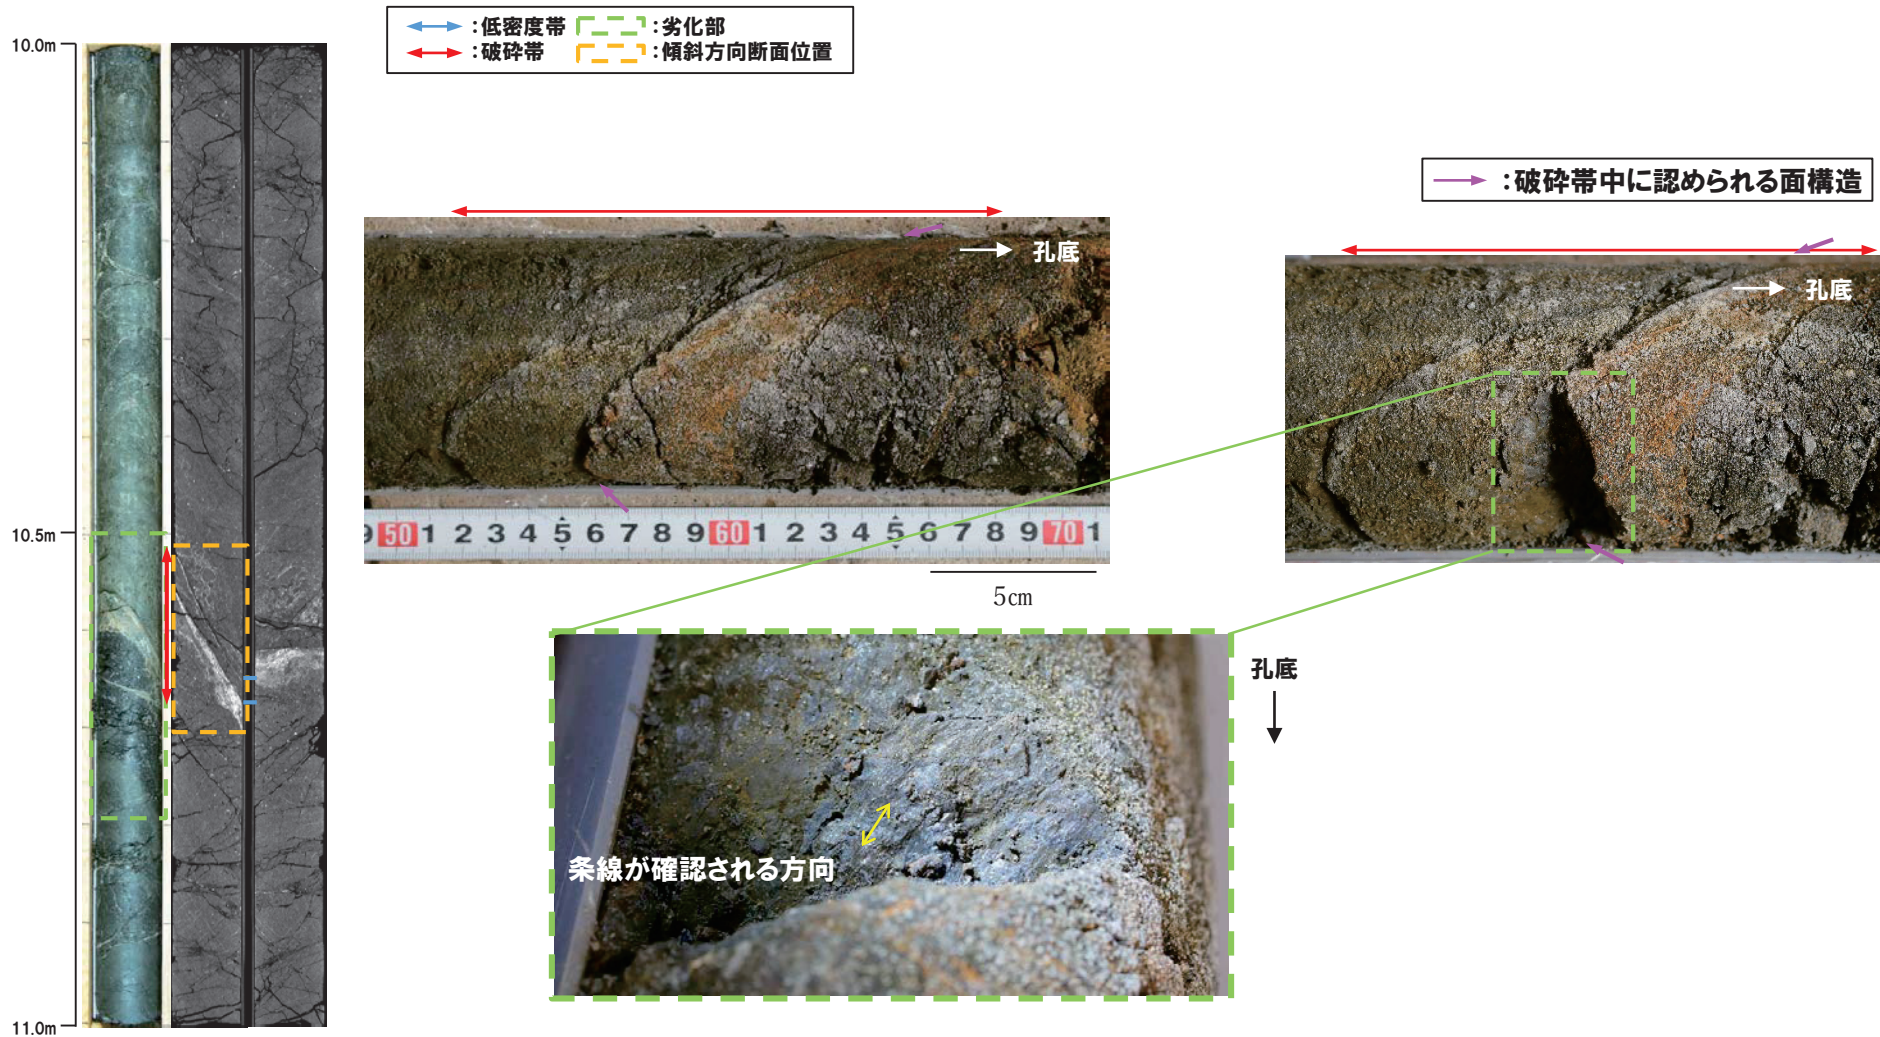 :低密度帯
:劣化部
:破砕帯
:傾斜方向断面位置
10.0m
10.5m
11.0m
:破砕帯中に認められる面構造
孔底
孔底
9 50 1 2 3 4 5 6 7 8 9 60 1 2 3 4 5 6 7 8 9 70 1
5cm
孔底
条線が確認される方向